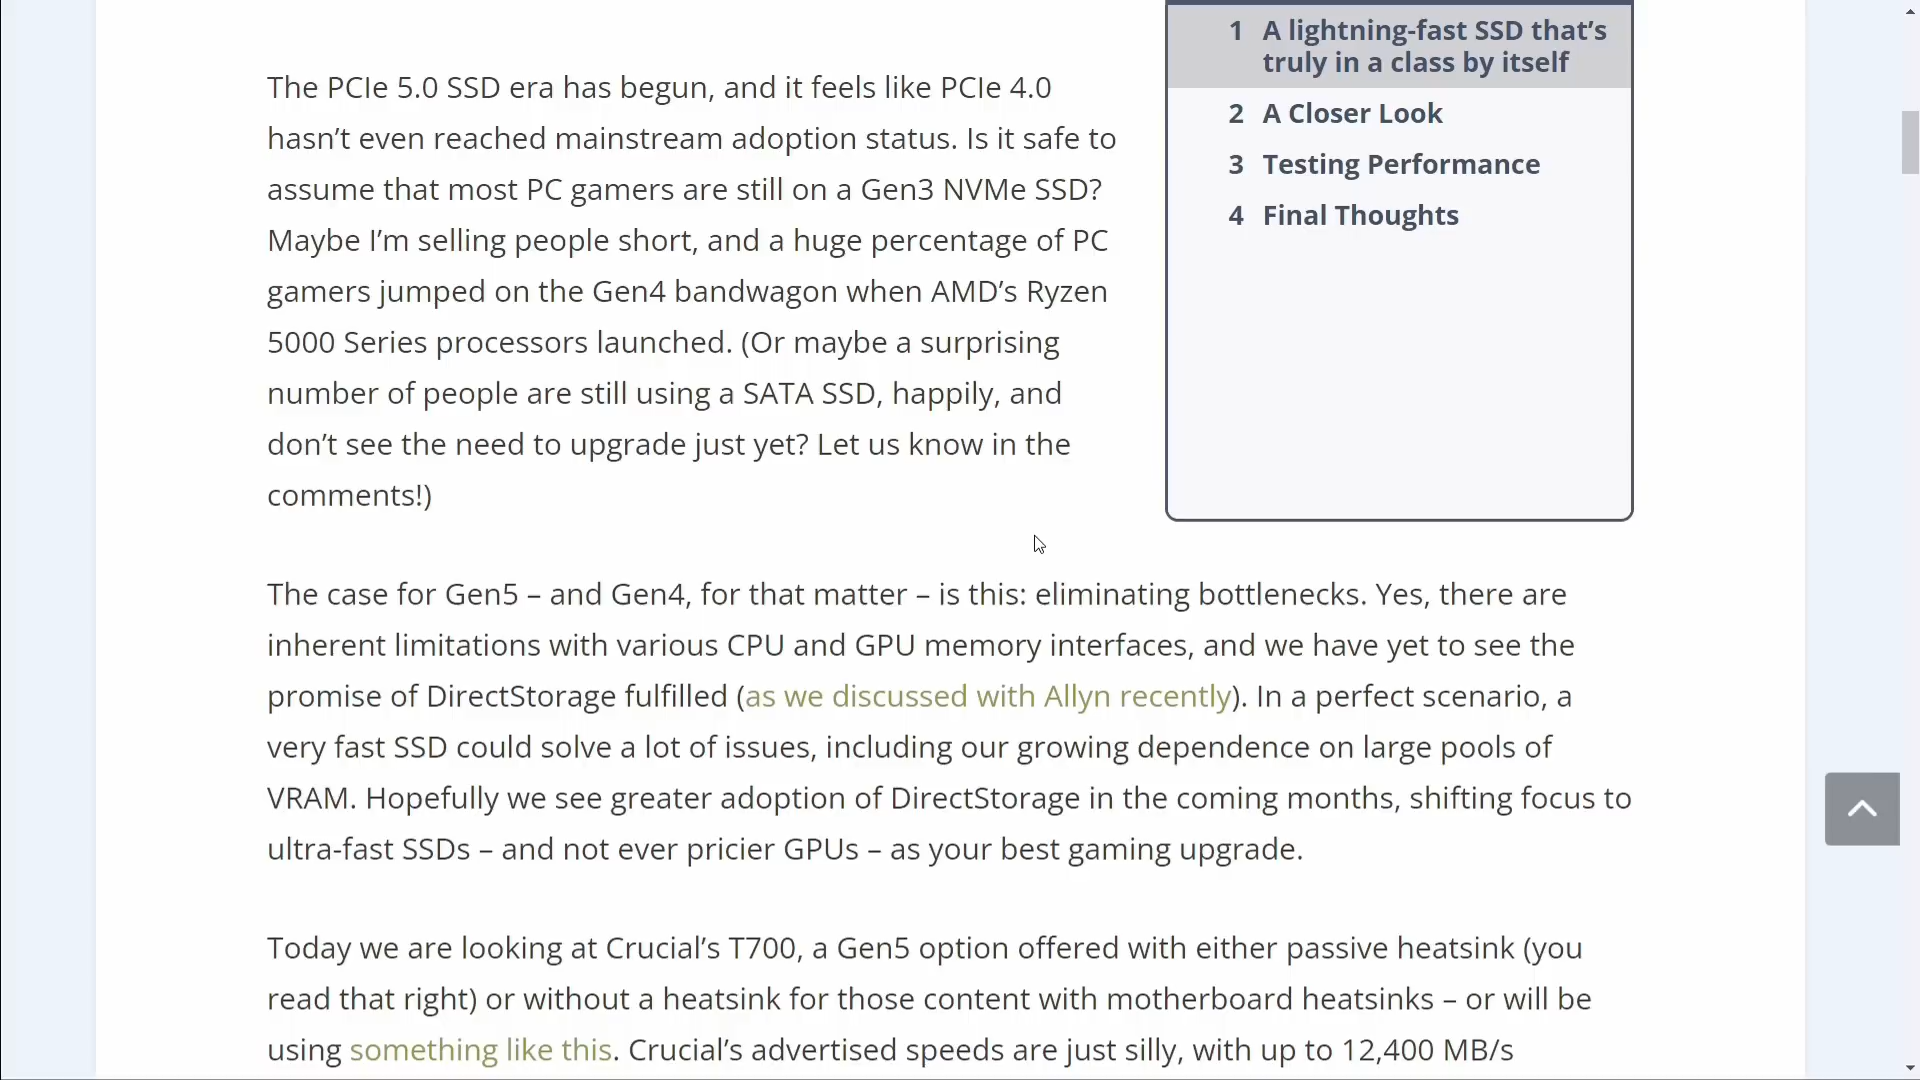 The PCIe 5.0 SSD era has begun, and it feels like PCIe 4.0
hasn’t even reached mainstream adoption status. Is it safe to
assume that most PC gamers are still on a Gen3 NVMe SSD?
Maybe I’m selling people short, and a huge percentage of PC
gamers jumped on the Gen4 bandwagon when AMD’s Ryzen
5000 Series processors launched. (Or maybe a surprising
number of people are still using a SATA SSD, happily, and
don’t see the need to upgrade just yet? Let us know in the
comments!)
1 A lightning-fast SSD that’s
truly in a class by itself
2 A Closer Look
3 Testing Performance
4 Final Thoughts
The case for Gen5 – and Gen4, for that matter – is this: eliminating bottlenecks. Yes, there are
inherent limitations with various CPU and GPU memory interfaces, and we have yet to see the
promise of DirectStorage fulfilled (as we discussed with Allyn recently). In a perfect scenario, a
very fast SSD could solve a lot of issues, including our growing dependence on large pools of
VRAM. Hopefully we see greater adoption of DirectStorage in the coming months, shifting focus to
ultra-fast SSDs – and not ever pricier GPUs – as your best gaming upgrade.
Today we are looking at Crucial’s T700, a Gen5 option offered with either passive heatsink (you
read that right) or without a heatsink for those content with motherboard heatsinks – or will be
using something like this. Crucial’s advertised speeds are just silly, with up to 12,400 MB/s